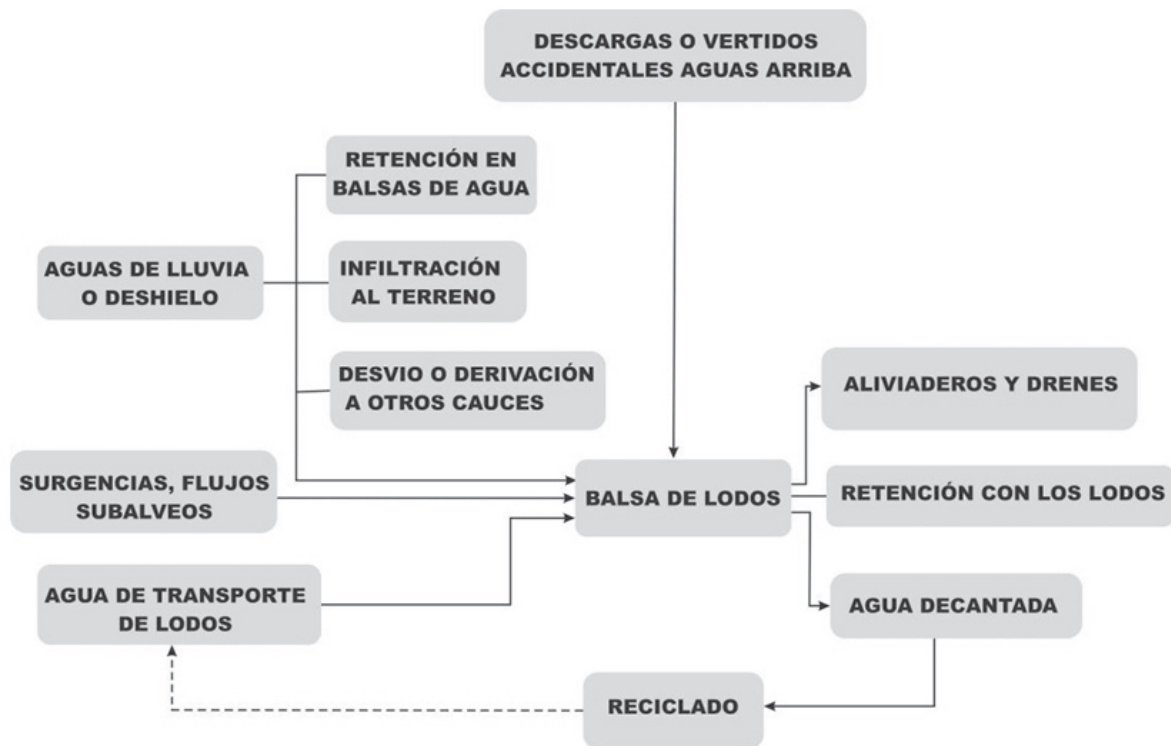 DESCARGAS O VERTIDOS
ACCIDENTALES AGUAS ARRIBA
RETENCIÓN EN
BALSAS DE AGUA
AGUAS DE LLUVIA
O DESHIELO
INFILTRACIÓN
AL TERRENO
DESVIO O DERIVACIÓN
A OTROS CAUCES
ALIVIADEROS Y DRENES
SURGENCIAS, FLUJOS
SUBALVEOS
BALSA DE LODOS
RETENCIÓN CON LOS LODOS
AGUA DE TRANSPORTE
DE LODOS
AGUA DECANTADA
RECICLADO